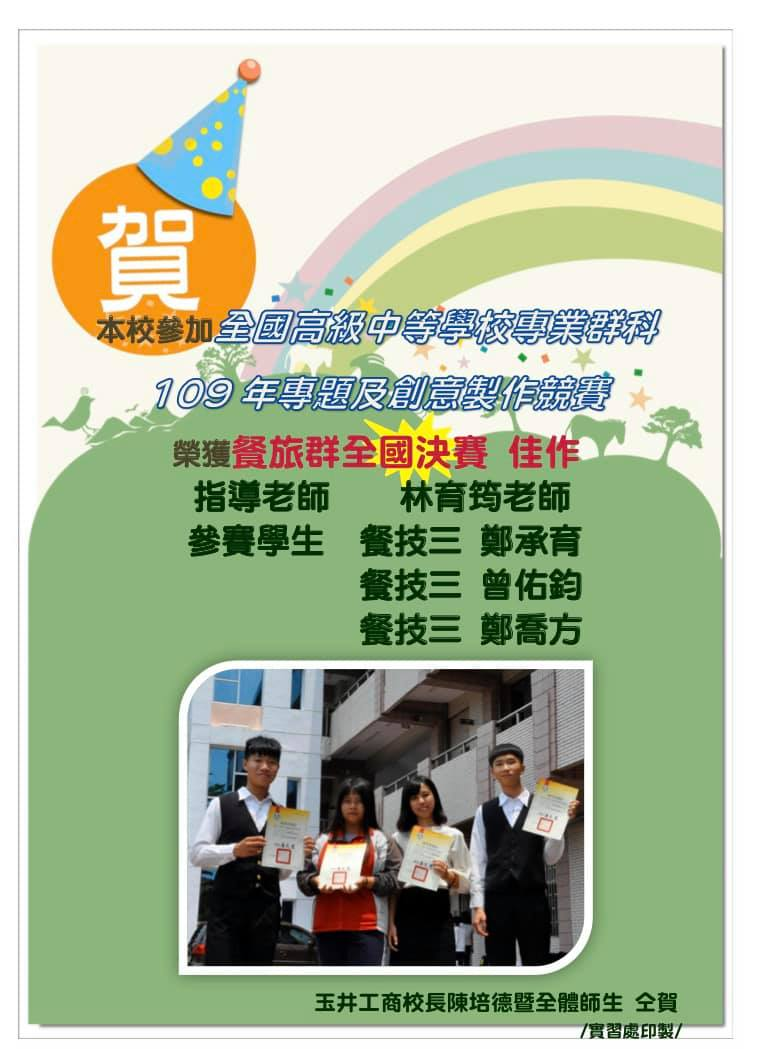 賀
本校參加全國高級中等學校專業群科
109 年專題及創意製作競賽
榮獲餐旅群全國決賽 佳作
指導老師 林育筠老師
參賽學生 餐技三 鄭承育
餐技三 曾佑鈞
餐技三 鄭喬方
玉井工商校長陳培德暨全體師生 仝賀
/實習處印製/